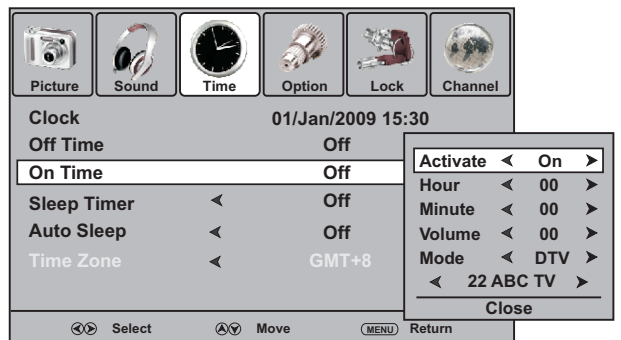 Picture Sound Time Option Lock Channel
Clock 01/Jan/2009 15:30
Off Time Off
On Time Off
Sleep Timer Off
Auto Sleep Off
Time Zone GMT+8
Select Move MENU Return
Activate On
Hour 00
Minute 00
Volume 00
Mode DTV
22 ABC TV
Close